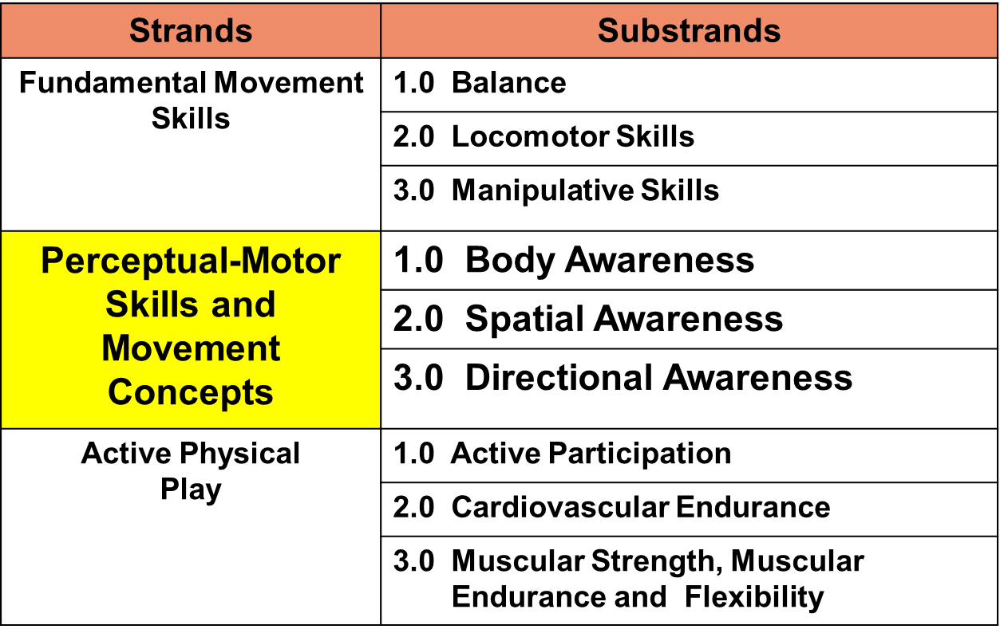 Strands
Substrands
Fundamental Movement
Skills
1.0 Balance
2.0 Locomotor Skills
3.0 Manipulative Skills
Perceptual-Motor
Skills and
Movement
Concepts
1.0 Body Awareness
2.0 Spatial Awareness
3.0 Directional Awareness
Active Physical
Play
1.0 Active Participation
2.0 Cardiovascular Endurance
3.0 Muscular Strength, Muscular
Endurance and Flexibility